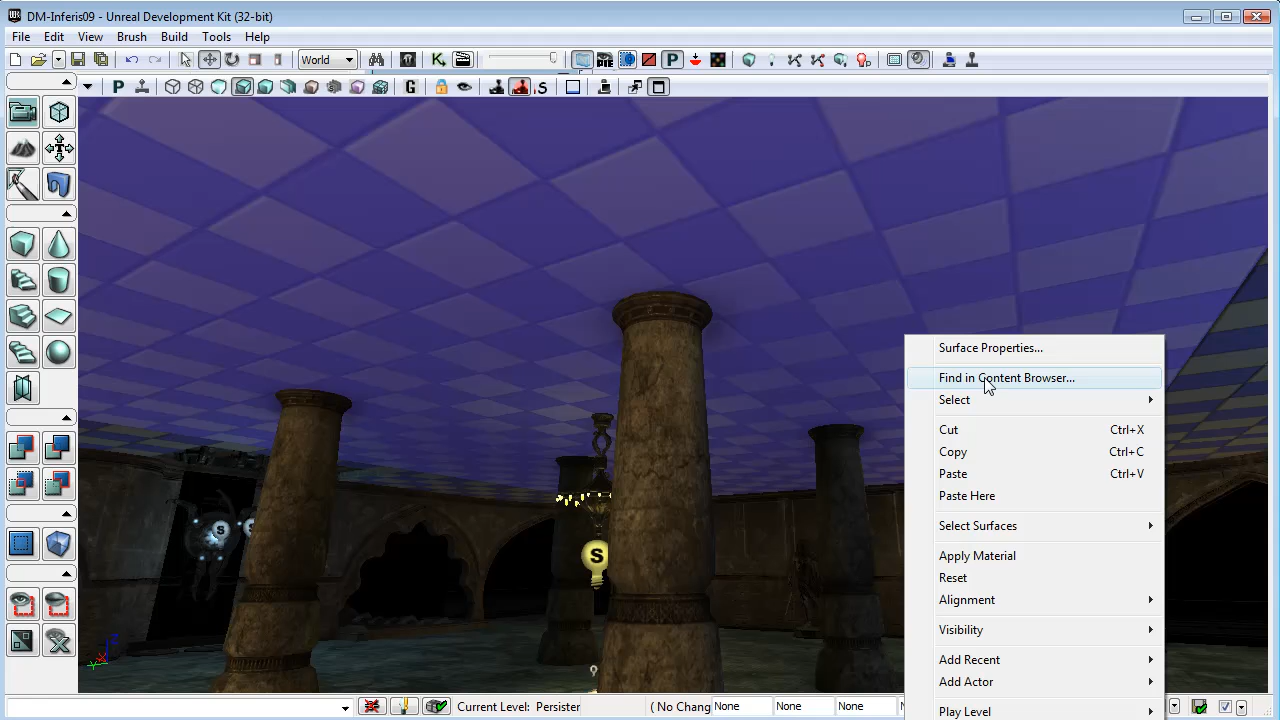 DM-Inferis09 - Unreal Development Kit (32-bit)
File Edit View Brush Build Tools Help
World
P
P G S
Surface Properties...
Find in Content Browser...
Select
Cut Ctrl+X
Copy Ctrl+C
Paste Ctrl+V
Paste Here
Select Surfaces
Apply Material
Reset
Alignment
Visibility
Add Recent
Add Actor
Play Level
S
S
Current Level: Persister ( No Chang None None None